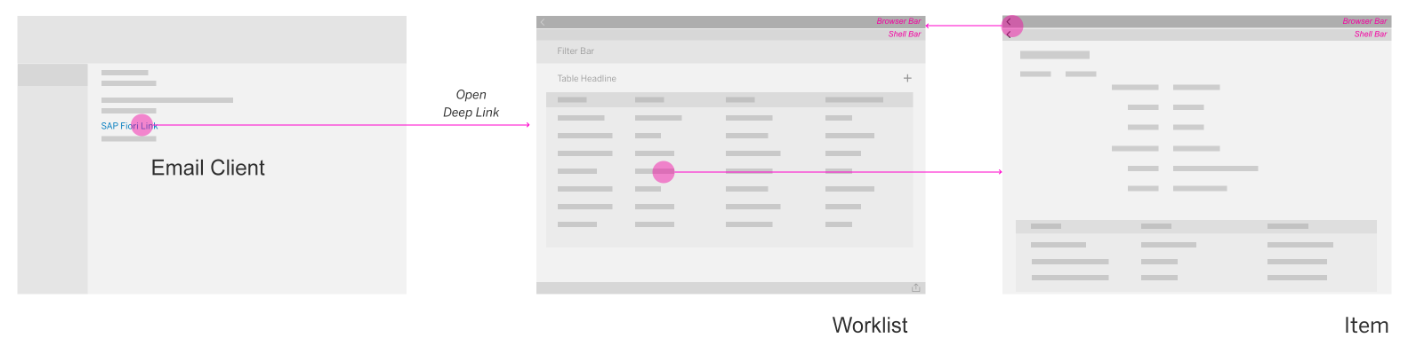 Browser Bar
Shell Bar
Browser Bar
Shell Bar
Filter Bar
Table Headline
Open
Deep Link
SAP Fiori Link
Email Client
Worklist
Item